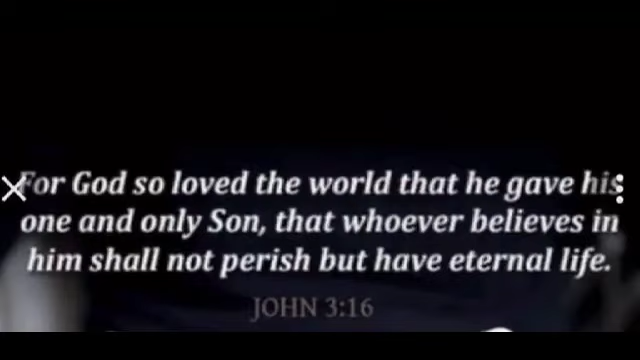 For God so loved the world that he gave his
one and only Son, that whoever believes in
him shall not perish but have eternal life.
JOHN 3:16